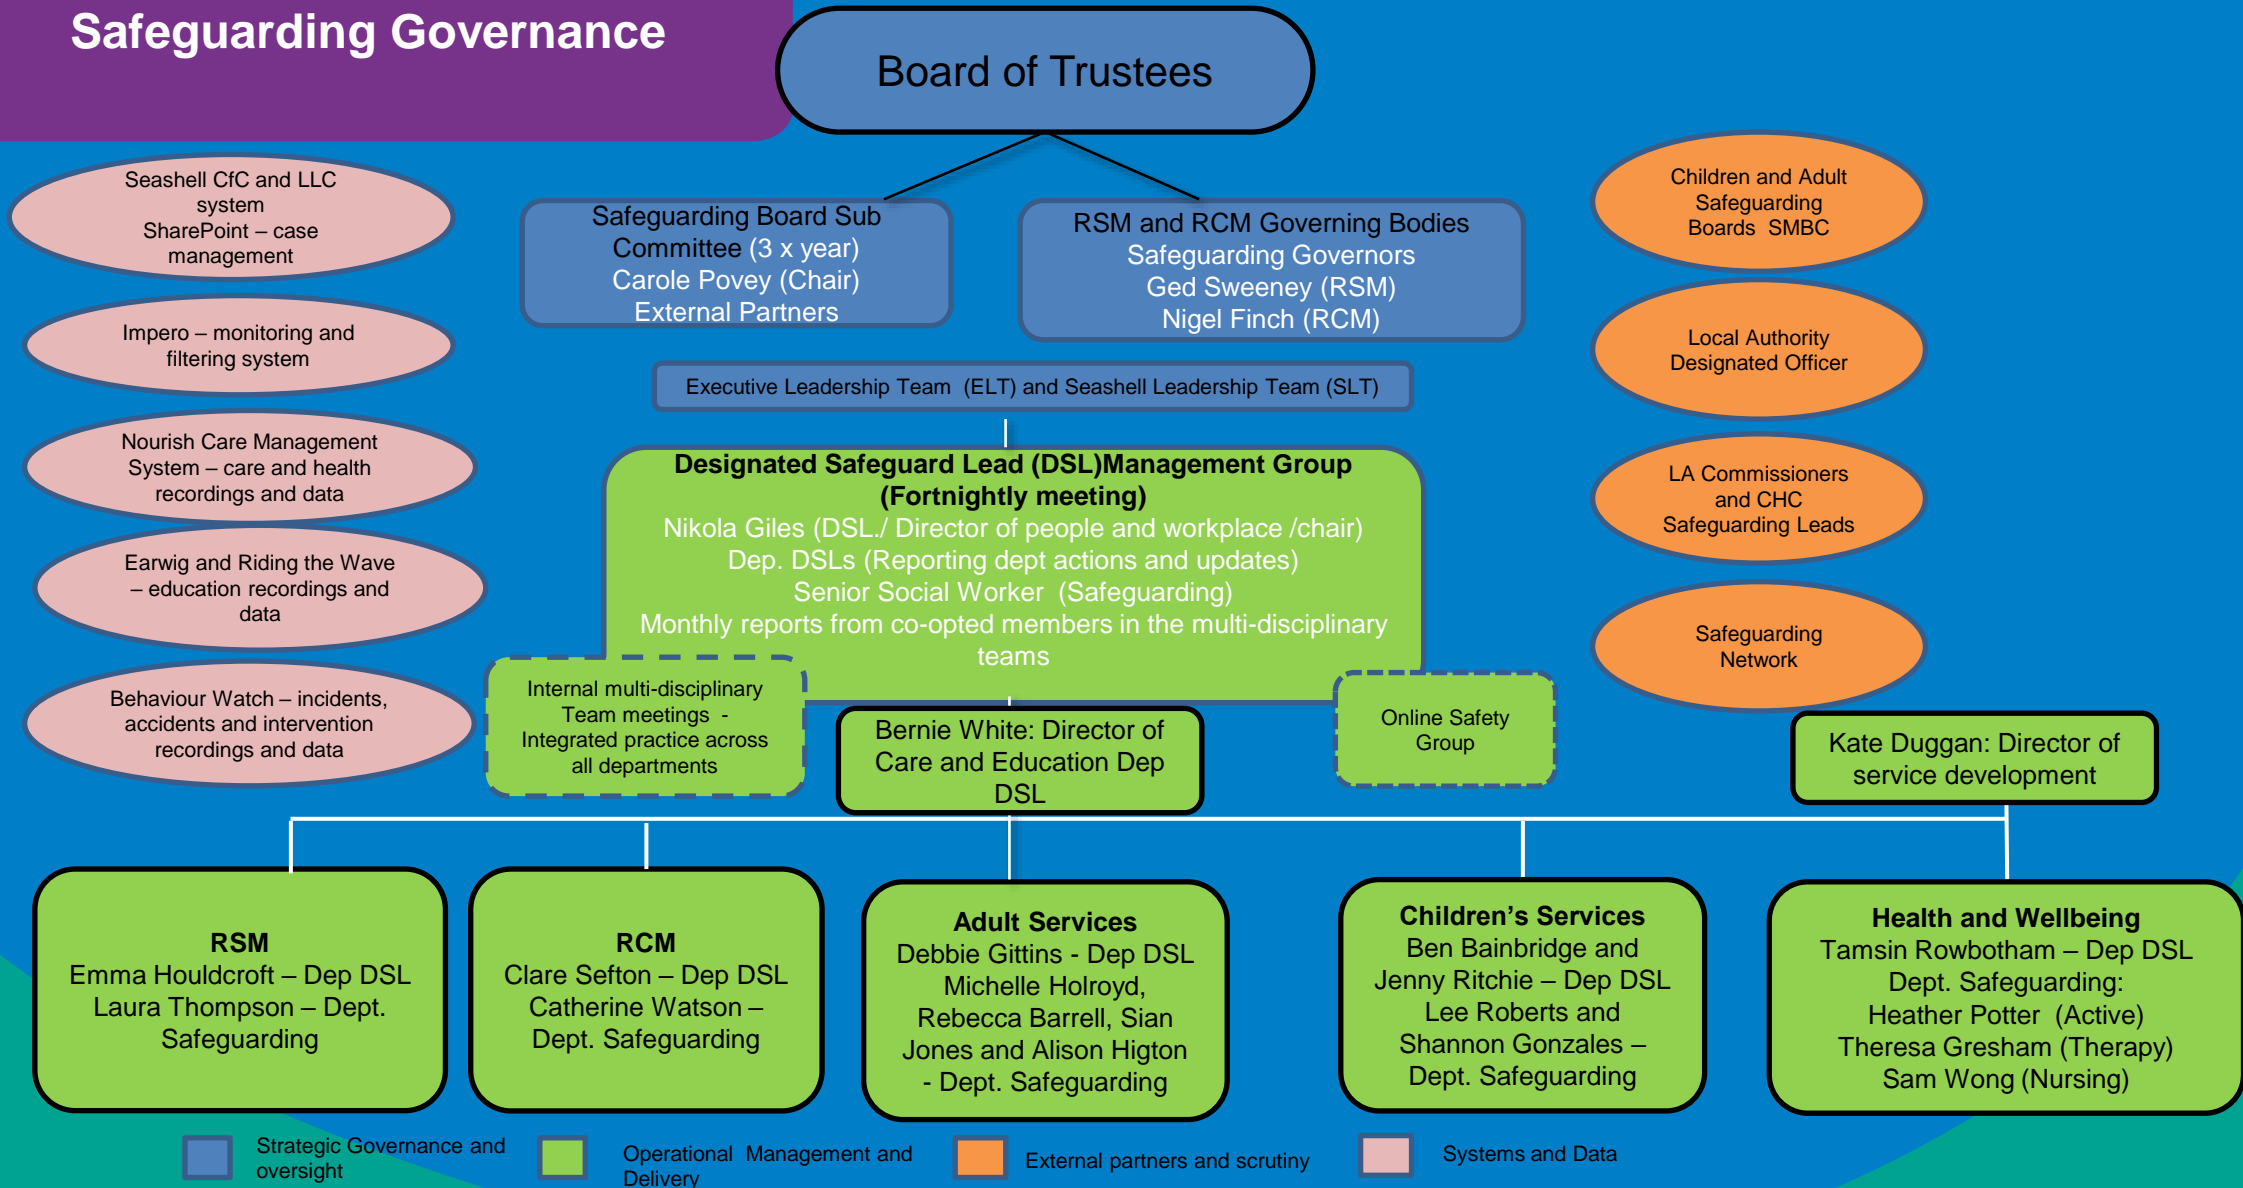 Safeguarding Governance
Board of Trustees
Seashell CfC and LLC
system
SharePoint – case
management
Impero – monitoring and
filtering system
Nourish Care Management
System – care and health
recordings and data
Earwig and Riding the Wave
– education recordings and
data
Behaviour Watch – incidents,
accidents and intervention
recordings and data
Safeguarding Board Sub
Committee (3 x year)
Carole Povey (Chair)
External Partners
RSM and RCM Governing Bodies
Safeguarding Governors
Ged Sweeney (RSM)
Nigel Finch (RCM)
Executive Leadership Team  (ELT) and Seashell Leadership Team (SLT)
Designated Safeguard Lead (DSL)Management Group
(Fortnightly meeting)
Nikola Giles (DSL./ Director of people and workplace /chair)
Dep. DSLs (Reporting dept actions and updates)
Senior Social Worker  (Safeguarding)
Monthly reports from co-opted members in the multi-disciplinary
teams
Internal multi-disciplinary
Team meetings  -
Integrated practice across
all departments
Bernie White: Director of
Care and Education Dep
DSL
Online Safety
Group
Children and Adult
Safeguarding
Boards  SMBC
Local Authority
Designated Officer
LA Commissioners
and CHC
Safeguarding Leads
Safeguarding
Network
Kate Duggan: Director of
service development
RSM
Emma Houldcroft – Dep DSL
Laura Thompson – Dept.
Safeguarding
RCM
Clare Sefton – Dep DSL
Catherine Watson –
Dept. Safeguarding
Adult Services
Debbie Gittins - Dep DSL
Michelle Holroyd,
Rebecca Barrell, Sian
Jones and Alison Higton
- Dept. Safeguarding
Children’s Services
Ben Bainbridge and
Jenny Ritchie – Dep DSL
Lee Roberts and
Shannon Gonzales –
Dept. Safeguarding
Health and Wellbeing
Tamsin Rowbotham – Dep DSL
Dept. Safeguarding:
Heather Potter  (Active)
Theresa Gresham (Therapy)
Sam Wong (Nursing)
Strategic Governance and
oversight
Operational  Management and
Delivery
External partners and scrutiny
Systems and Data